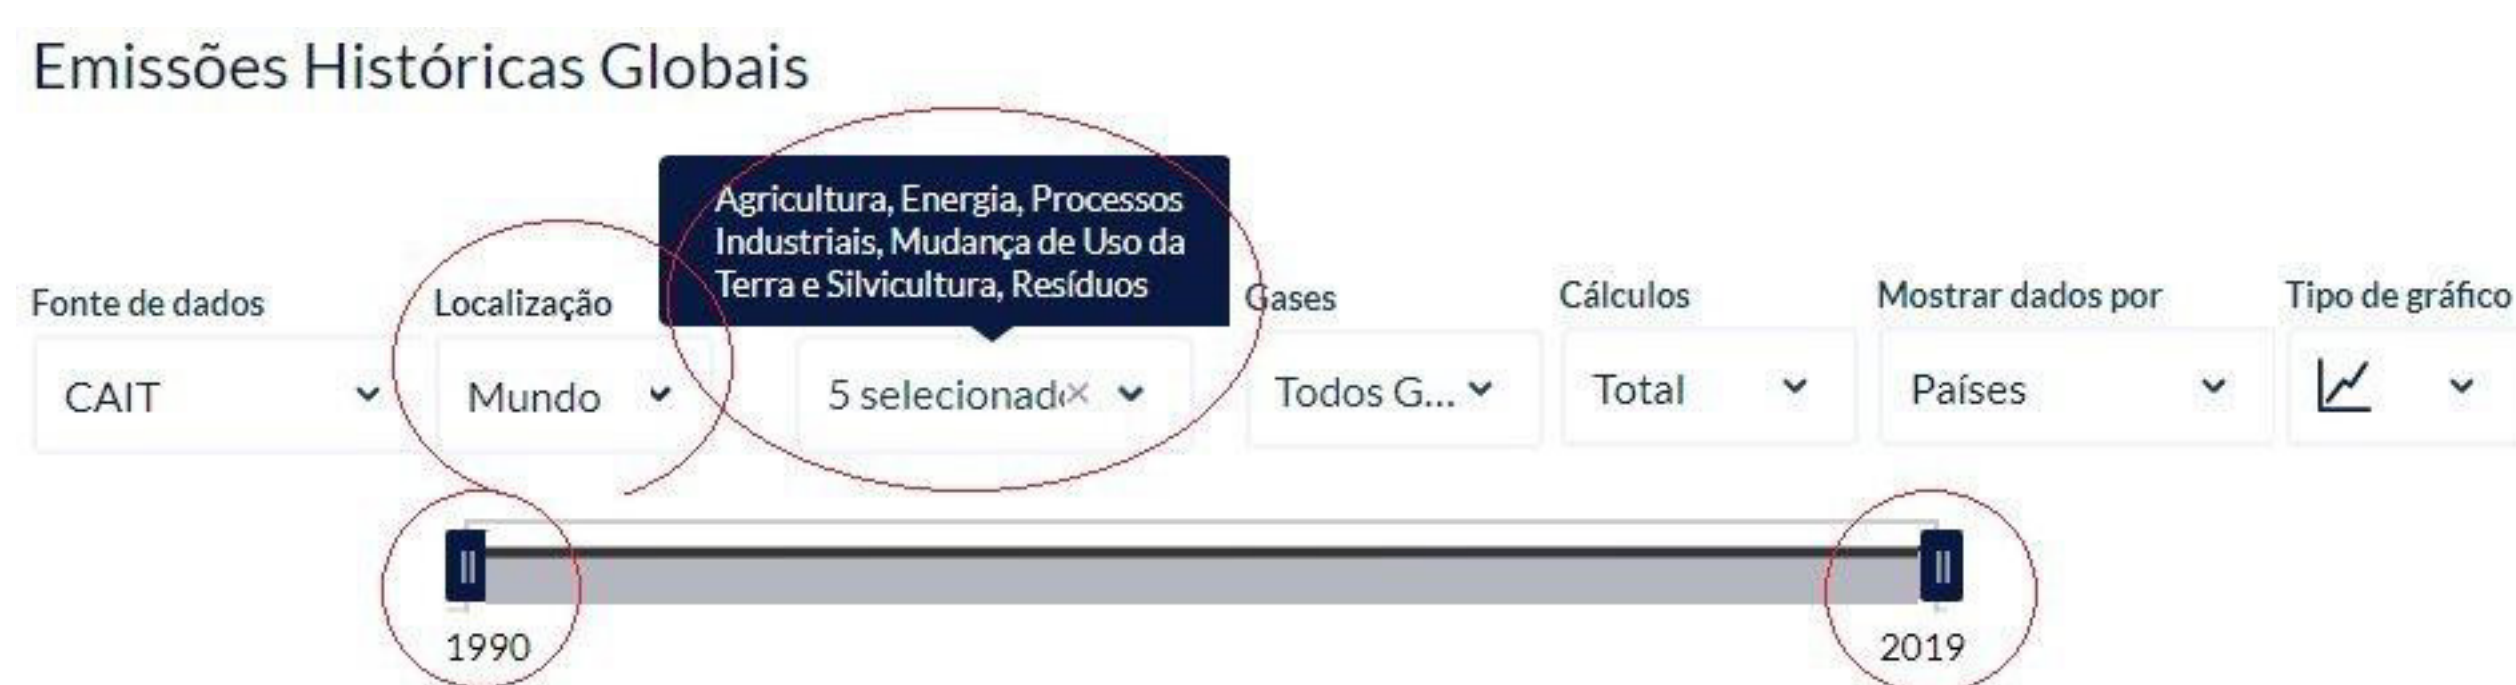 Emissões Históricas Globais
Agricultura, Energia, Processos
Industriais, Mudança de Uso da
Terra e Silvicultura, Resíduos
Fonte de dados
Localização
Gases
Cálculos
Mostrar dados por
Tipo de gráfico
CAIT
Mundo
5 selecionad
Todos G...
Total
Países
1990
2019